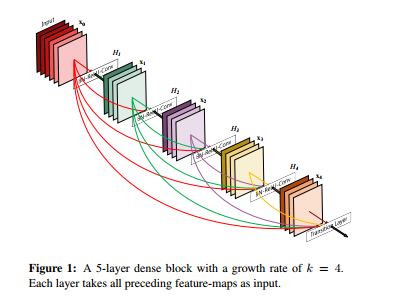 Input
x₀
H₁
BN-ReLU-Conv
x₁
H₂
BN-ReLU-Conv
x₂
H₃
BN-ReLU-Conv
x₃
H₄
BN-ReLU-Conv
x₄
Transition Layer
Figure 1: A 5-layer dense block with a growth rate of k = 4.
Each layer takes all preceding feature-maps as input.